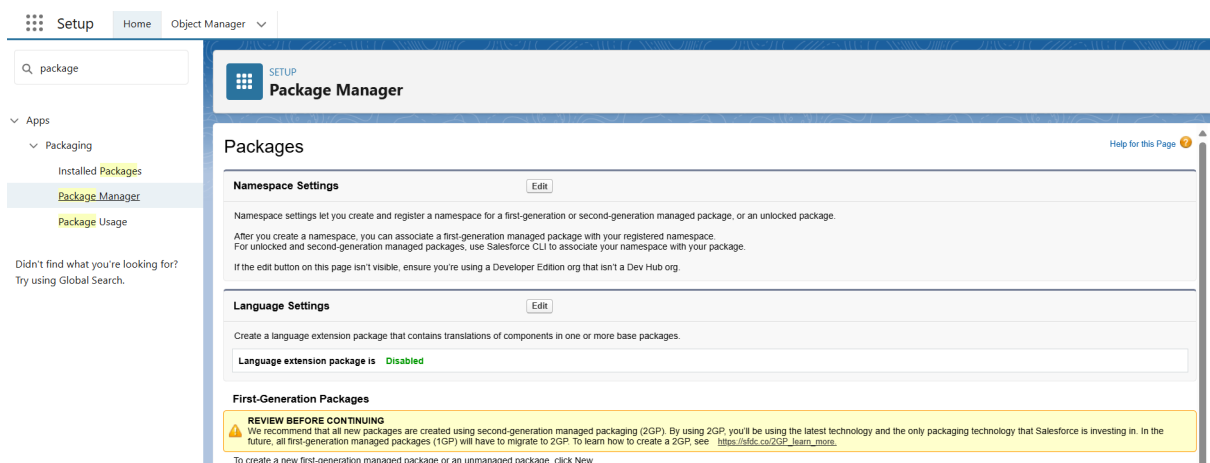 Setup
Home
Object Manager
package
SETUP
Package Manager
Apps
Packaging
Installed Packages
Package Manager
Package Usage
Didn't find what you're looking for?
Try using Global Search.
Packages
Help for this Page
Namespace Settings
Edit
Namespace settings let you create and register a namespace for a first-generation or second-generation managed package, or an unlocked package.
After you create a namespace, you can associate a first-generation managed package with your registered namespace.
For unlocked and second-generation managed packages, use Salesforce CLI to associate your namespace with your package.
If the edit button on this page isn't visible, ensure you're using a Developer Edition org that isn't a Dev Hub org.
Language Settings
Edit
Create a language extension package that contains translations of components in one or more base packages.
Language extension package is Disabled
First-Generation Packages
REVIEW BEFORE CONTINUING
We recommend that all new packages are created using second-generation managed packaging (2GP). By using 2GP, you'll be using the latest technology and the only packaging technology that Salesforce is investing in. In the
future, all first-generation managed packages (1GP) will have to migrate to 2GP. To learn how to create a 2GP, see https://sfdc.co/2GP_learn_more.
To create a new first-generation managed package or an unmanaged package, click New